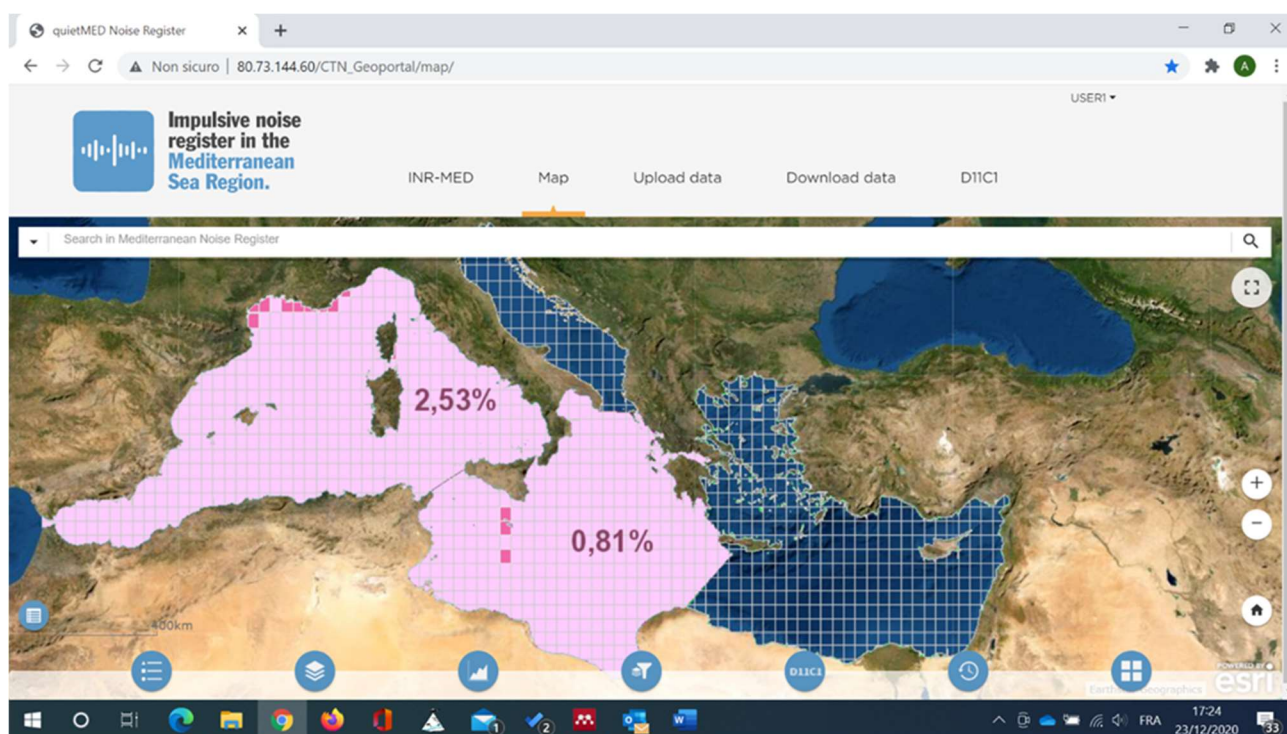 quietMED Noise Register
Non sicuro | 80.73.144.60/CTN_Geoportal/map/
A
USER1
Impulsive noise
register in the
Mediterranean
Sea Region.
INR-MED Map Upload data Download data D11C1
Search in Mediterranean Noise Register
2,53%
0,81%
400km
D11C1
POWERED BY
esri
1
2
FRA
17:24
23/12/2020
33